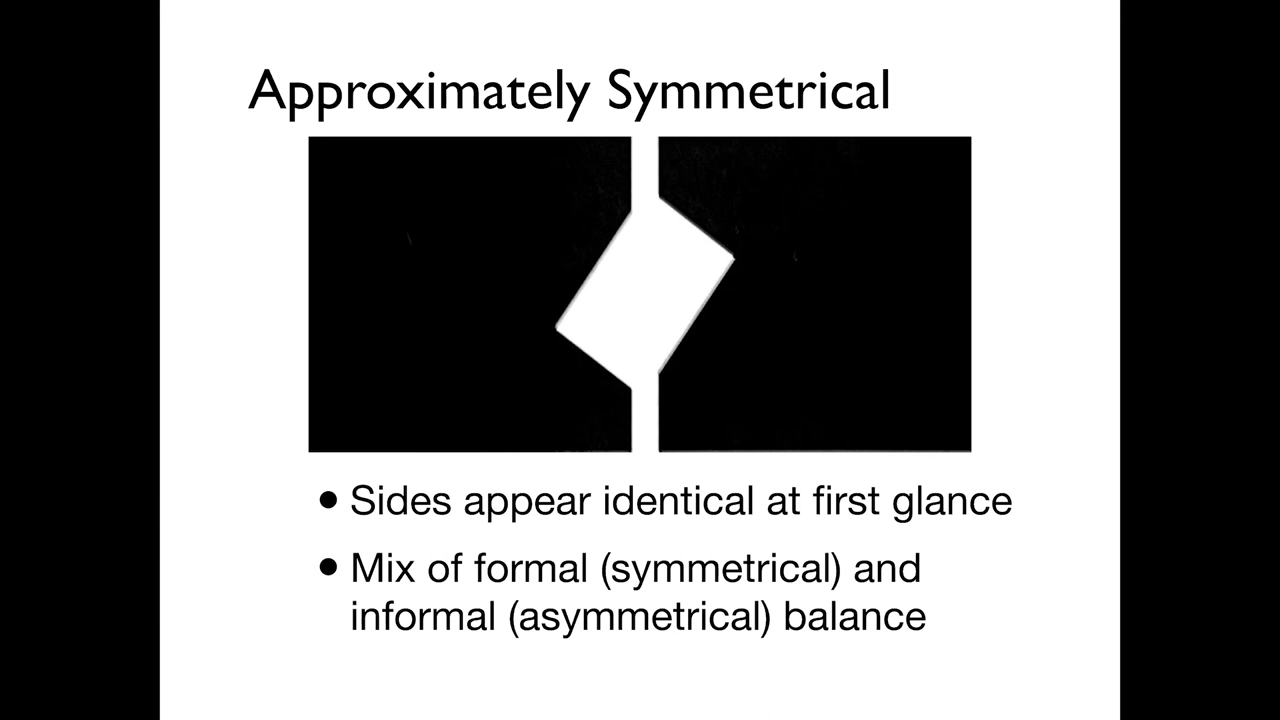 Approximately Symmetrical
• Sides appear identical at first glance
• Mix of formal (symmetrical) and
informal (asymmetrical) balance